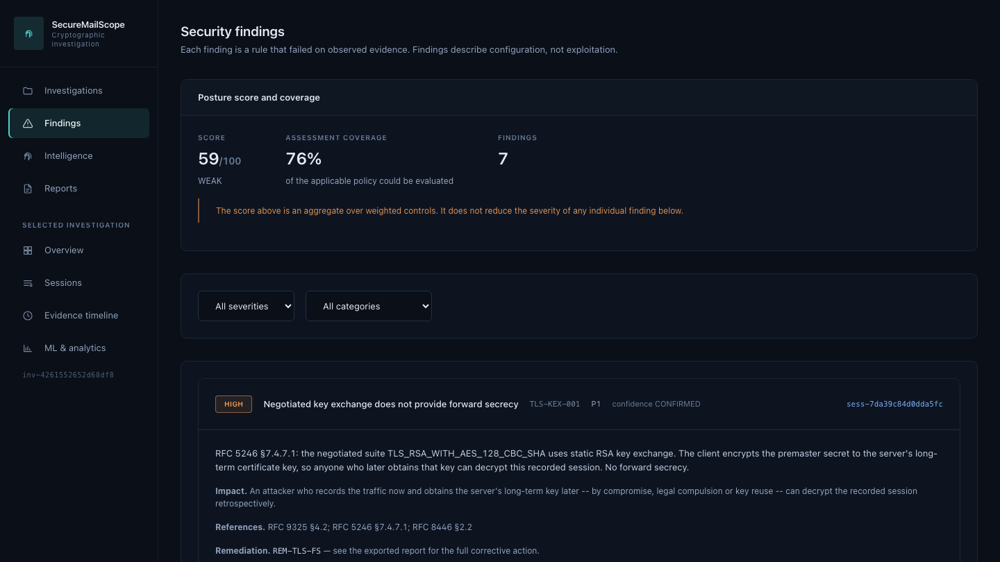 SecureMailScope
Cryptographic
investigation
Investigations
Findings
Intelligence
Reports
SELECTED INVESTIGATION
Overview
Sessions
Evidence timeline
ML & analytics
inv-4261552652d68df8
Security findings
Each finding is a rule that failed on observed evidence. Findings describe configuration, not exploitation.
Posture score and coverage
SCORE
59/100
WEAK
ASSESSMENT COVERAGE
76%
of the applicable policy could be evaluated
FINDINGS
7
The score above is an aggregate over weighted controls. It does not reduce the severity of any individual finding below.
All severities
All categories
HIGH Negotiated key exchange does not provide forward secrecy TLS-KEX-001 P1 confidence CONFIRMED sess-7da39c84d0dda5fc
RFC 5246 §7.4.7.1: the negotiated suite TLS_RSA_WITH_AES_128_CBC_SHA uses static RSA key exchange. The client encrypts the premaster secret to the server's long-
term certificate key, so anyone who later obtains that key can decrypt this recorded session. No forward secrecy.
Impact. An attacker who records the traffic now and obtains the server's long-term key later -- by compromise, legal compulsion or key reuse -- can decrypt the recorded session
retrospectively.
References. RFC 9325 §4.2; RFC 5246 §7.4.7.1; RFC 8446 §2.2
Remediation. REM-TLS-FS — see the exported report for the full corrective action.